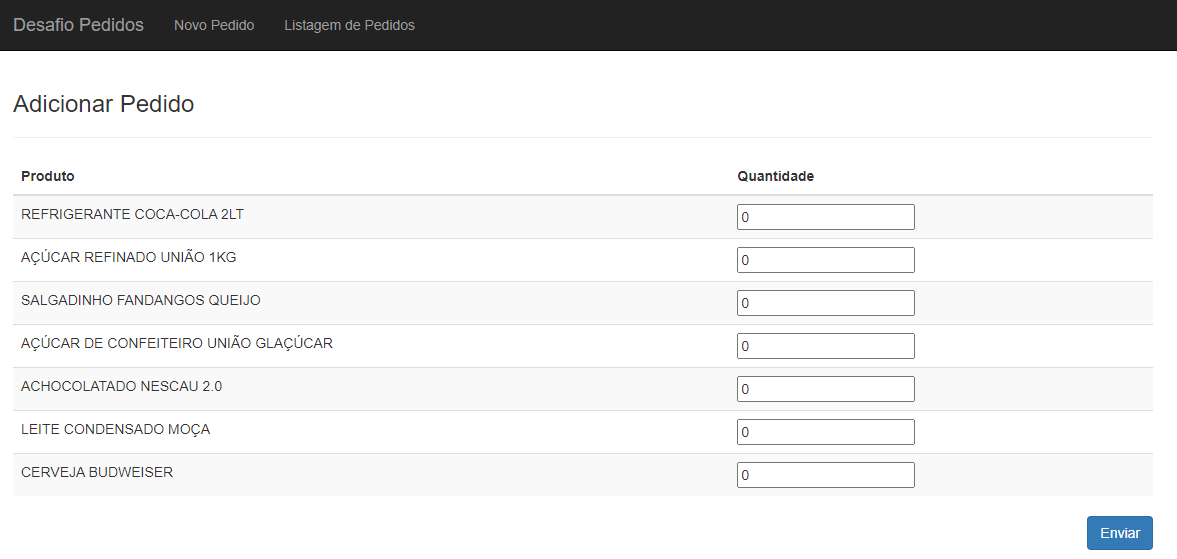 Desafio Pedidos Novo Pedido Listagem de Pedidos
Adicionar Pedido
Produto Quantidade
REFRIGERANTE COCA-COLA 2LT 0
AÇÚCAR REFINADO UNIÃO 1KG 0
SALGADINHO FANDANGOS QUEIJO 0
AÇÚCAR DE CONFEITEIRO UNIÃO GLAÇÚCAR 0
ACHOCOLATADO NESCAU 2.0 0
LEITE CONDENSADO MOÇA 0
CERVEJA BUDWEISER 0
Enviar